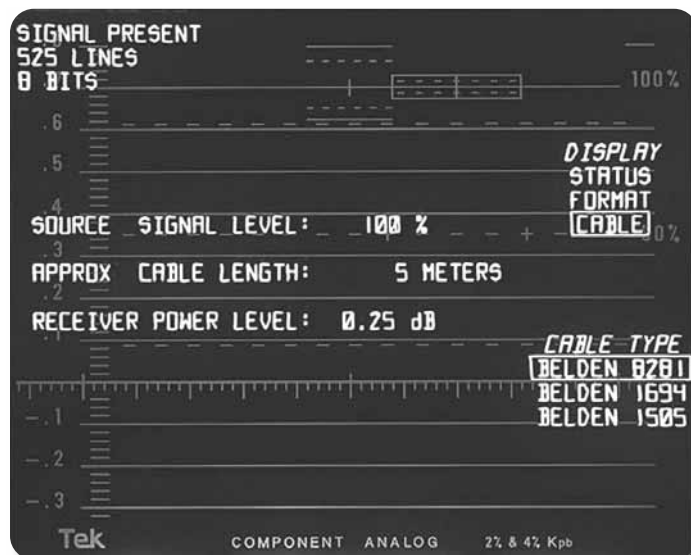 SIGNAL PRESENT
525 LINES
8 BITS
100%
.6
.5
DISPLAY
STATUS
FORMAT
CABLE
.4
SOURCE SIGNAL LEVEL: 100 %
.3
APPROX CABLE LENGTH: 5 METERS
.2
RECEIVER POWER LEVEL: 0.25 dB
.1
CABLE TYPE
BELDEN 8281
BELDEN 1694
BELDEN 1505
-.1
-.2
-.3
Tek COMPONENT ANALOG 2% & 4% Kpb